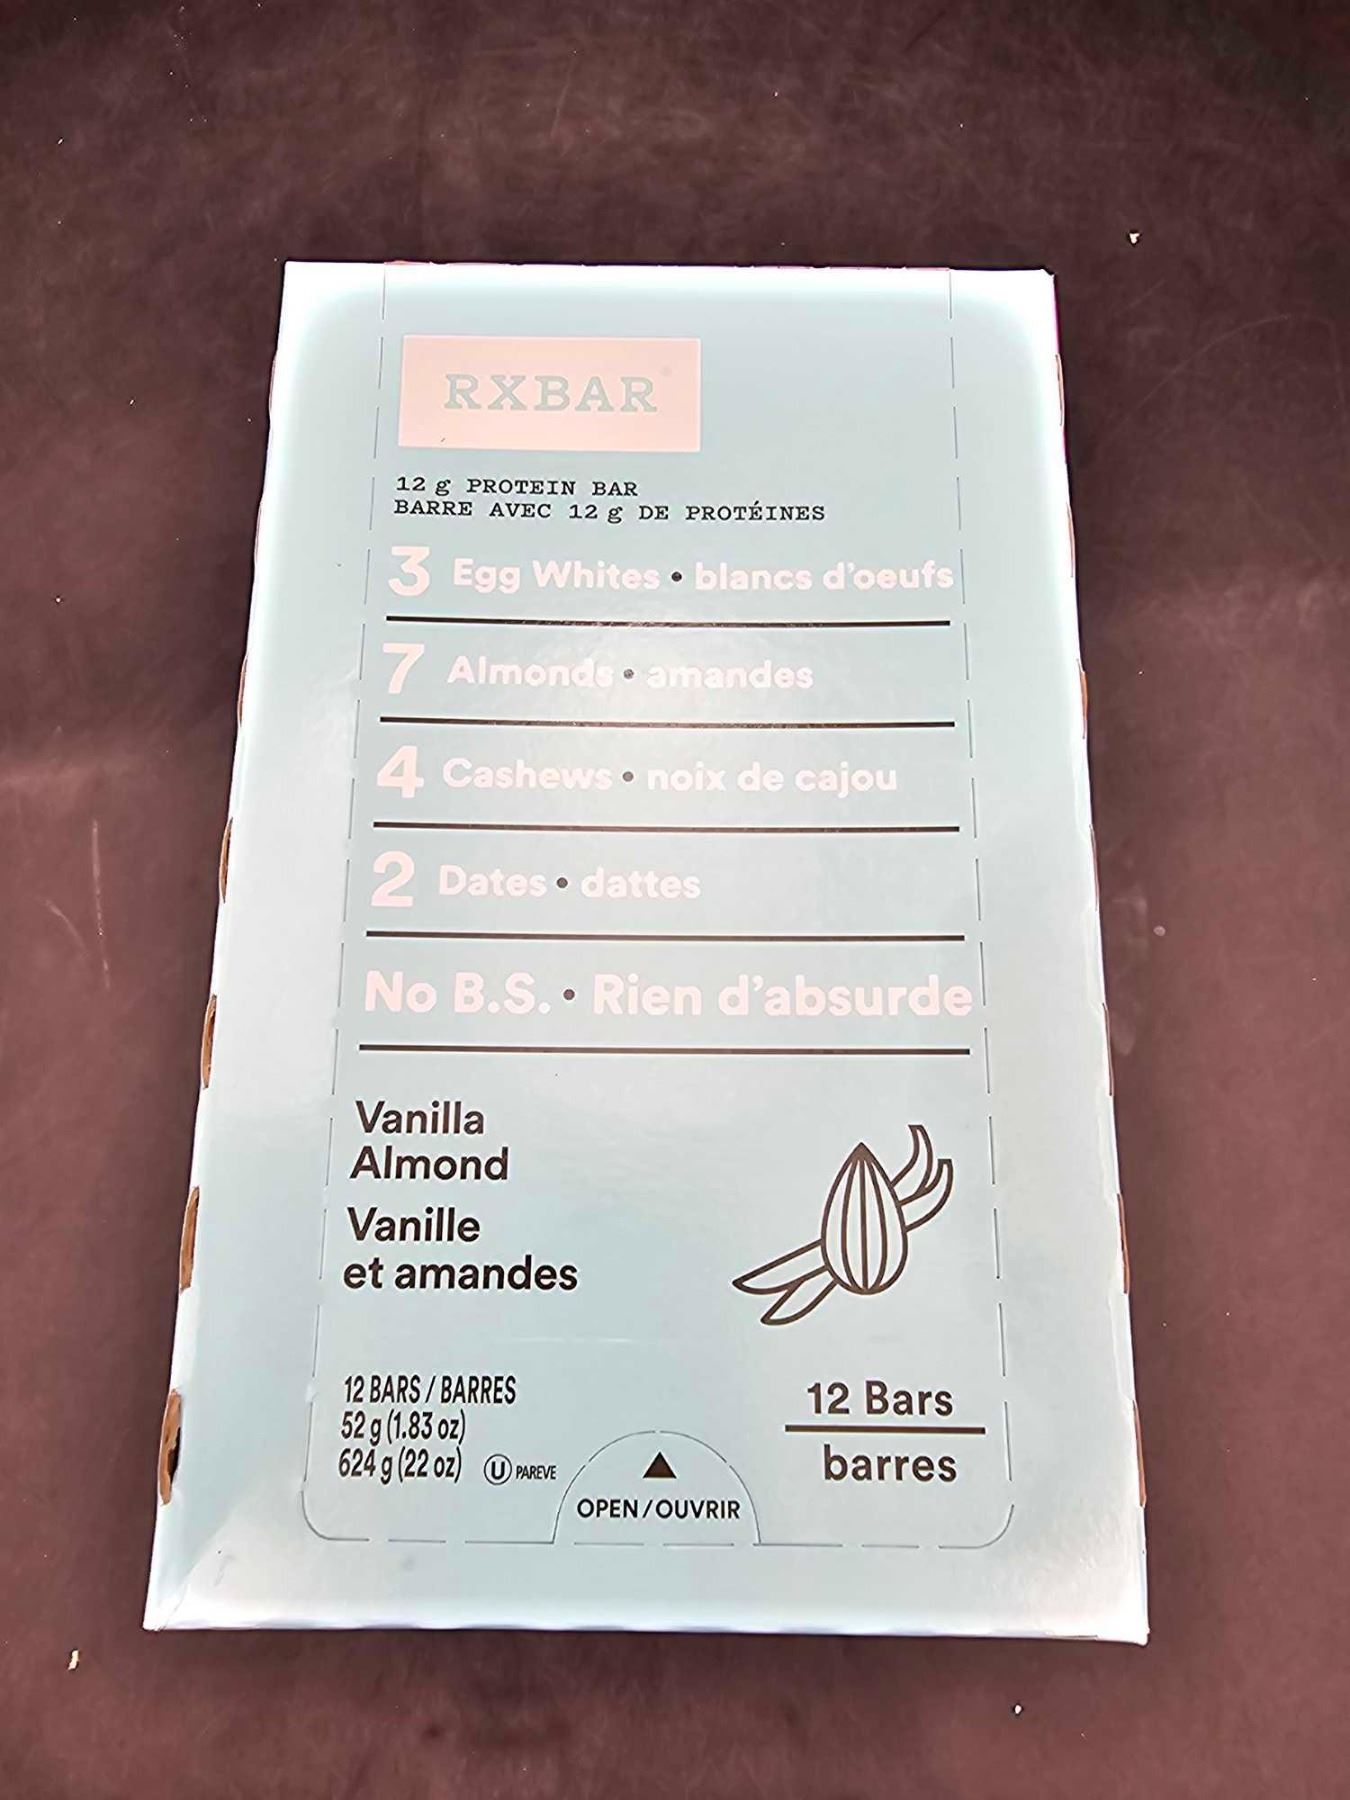 RXBAR
12 g PROTEIN BAR
BARRE AVEC 12 g DE PROTÉINES
3 Egg Whites • blancs d'oeufs
7 Almonds • amandes
4 Cashews • noix de cajou
2 Dates • dattes
No B.S. • Rien d'absurde
Vanilla
Almond
Vanille
et amandes
12 BARS / BARRES
52 g (1.83 oz)
624 g (22 oz) U PAREVE
12 Bars
barres
OPEN / OUVRIR